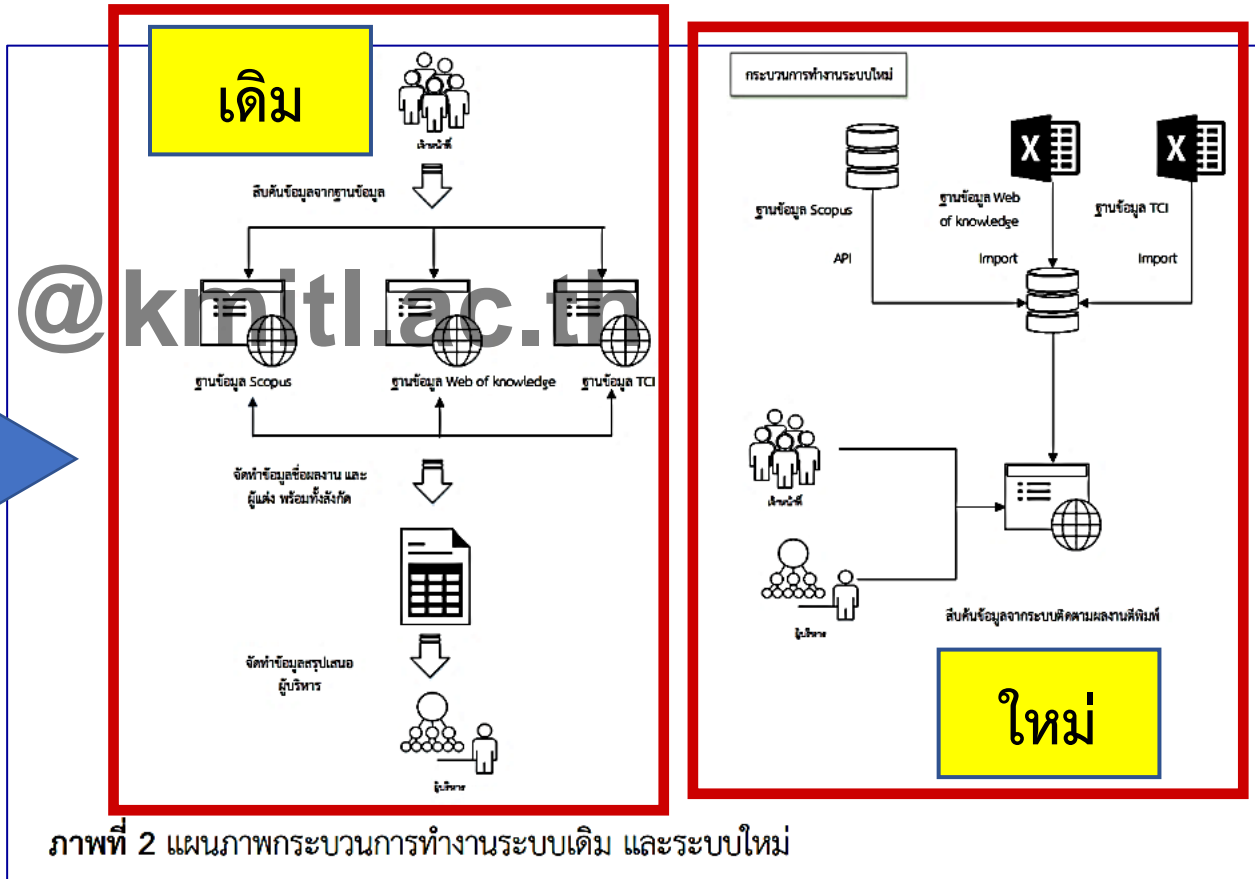 เดิม
เจ้าหน้าที่
สืบค้นข้อมูลจากฐานข้อมูล
@kmitl.ac.th
ฐานข้อมูล Scopus
ฐานข้อมูล Web of knowledge
ฐานข้อมูล TCI
จัดทำข้อมูลชื่อผลงาน และ
ผู้แต่ง พร้อมทั้งสังกัด
จัดทำข้อมูลสรุปเสนอ
ผู้บริหาร
ผู้บริหาร
กระบวนการทำงานระบบใหม่
X
X
ฐานข้อมูล Scopus
ฐานข้อมูล Web
of knowledge
ฐานข้อมูล TCI
API
Import
Import
เจ้าหน้าที่
ผู้บริหาร
สืบค้นข้อมูลจากระบบติดตามผลงานตีพิมพ์
ใหม่
ภาพที่ 2 แผนภาพกระบวนการทำงานระบบเดิม และระบบใหม่